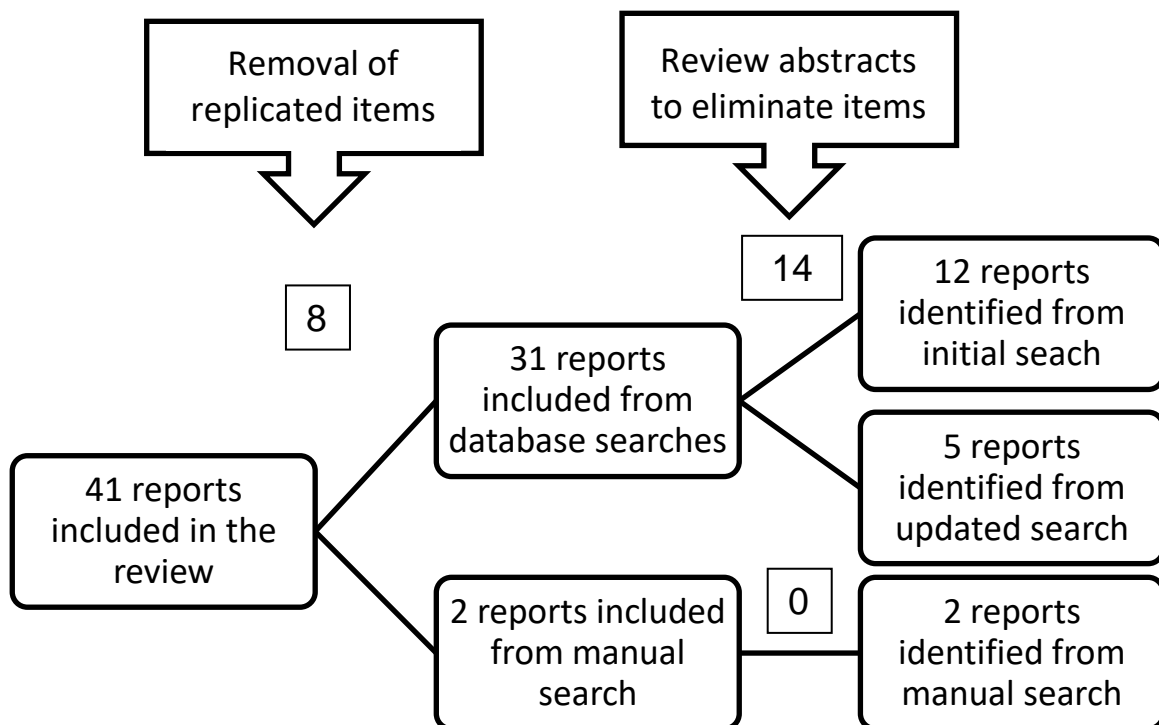 Removal of
replicated items
Review abstracts
to eliminate items
8
14
41 reports
included in the
review
31 reports
included from
database searches
2 reports included
from manual
search
0
12 reports
identified from
initial seach
5 reports
identified from
updated search
2 reports
identified from
manual search